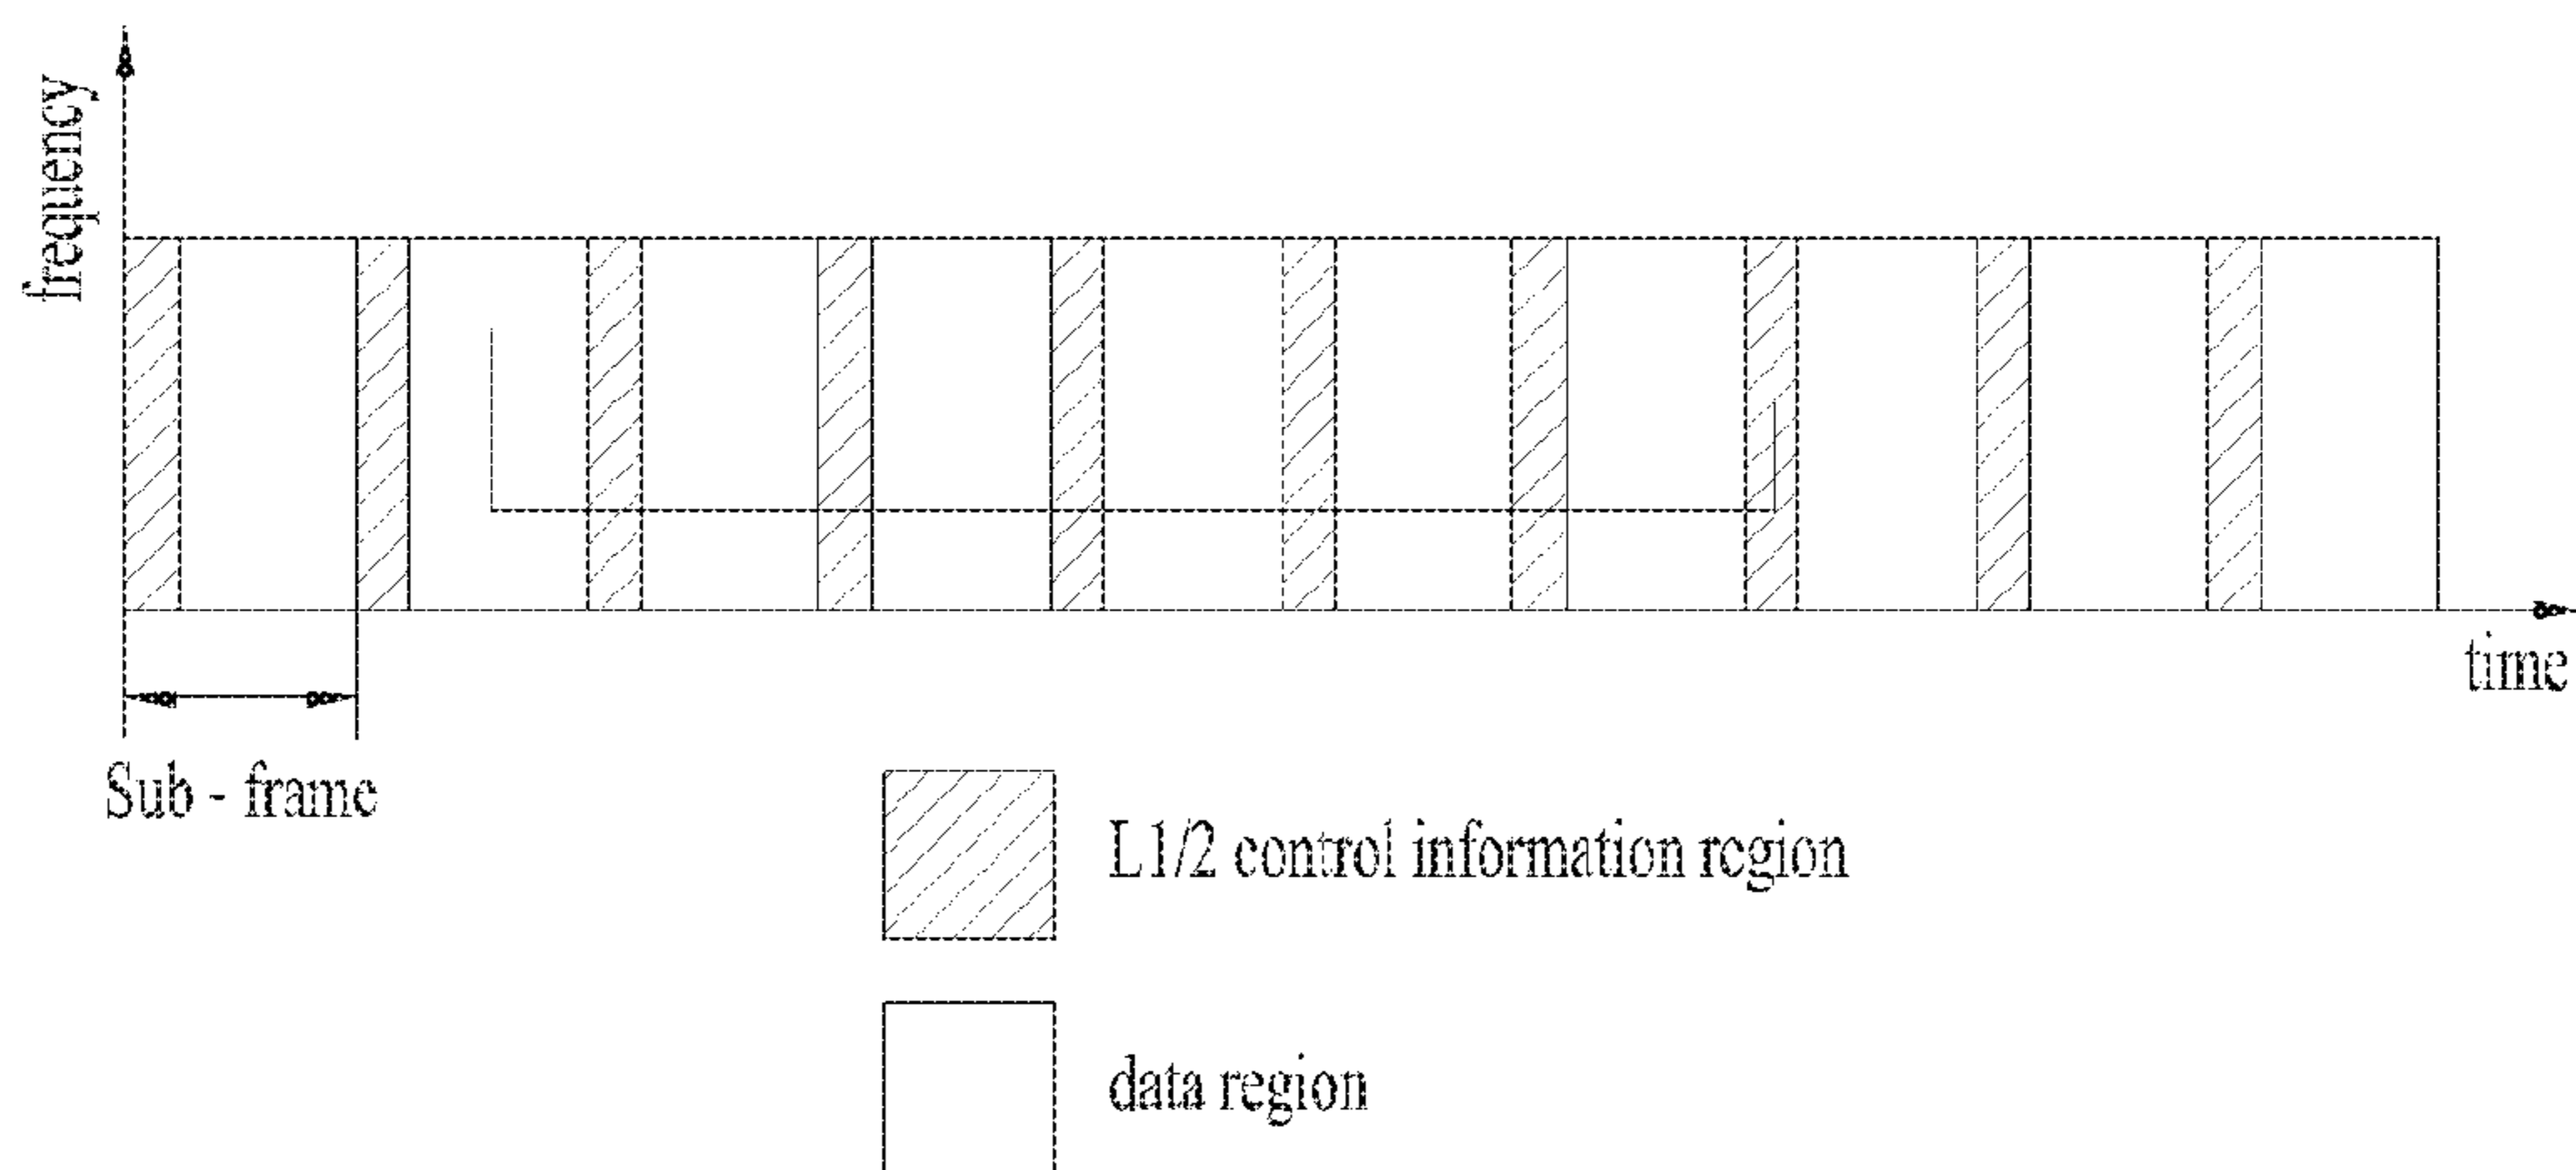 frequency
time
Sub - frame
L1/2 control information region
data region